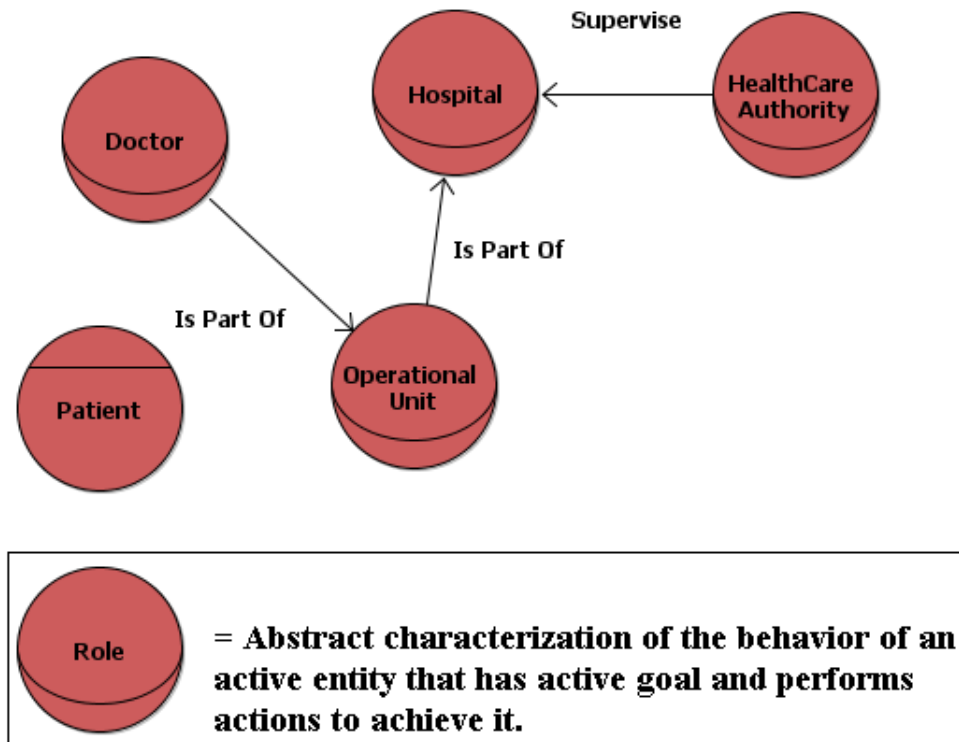 Supervise
Hospital
HealthCare
Authority
Doctor
Is Part Of
Is Part Of
Operational
Unit
Patient
Role
= Abstract characterization of the behavior of an
active entity that has active goal and performs
actions to achieve it.